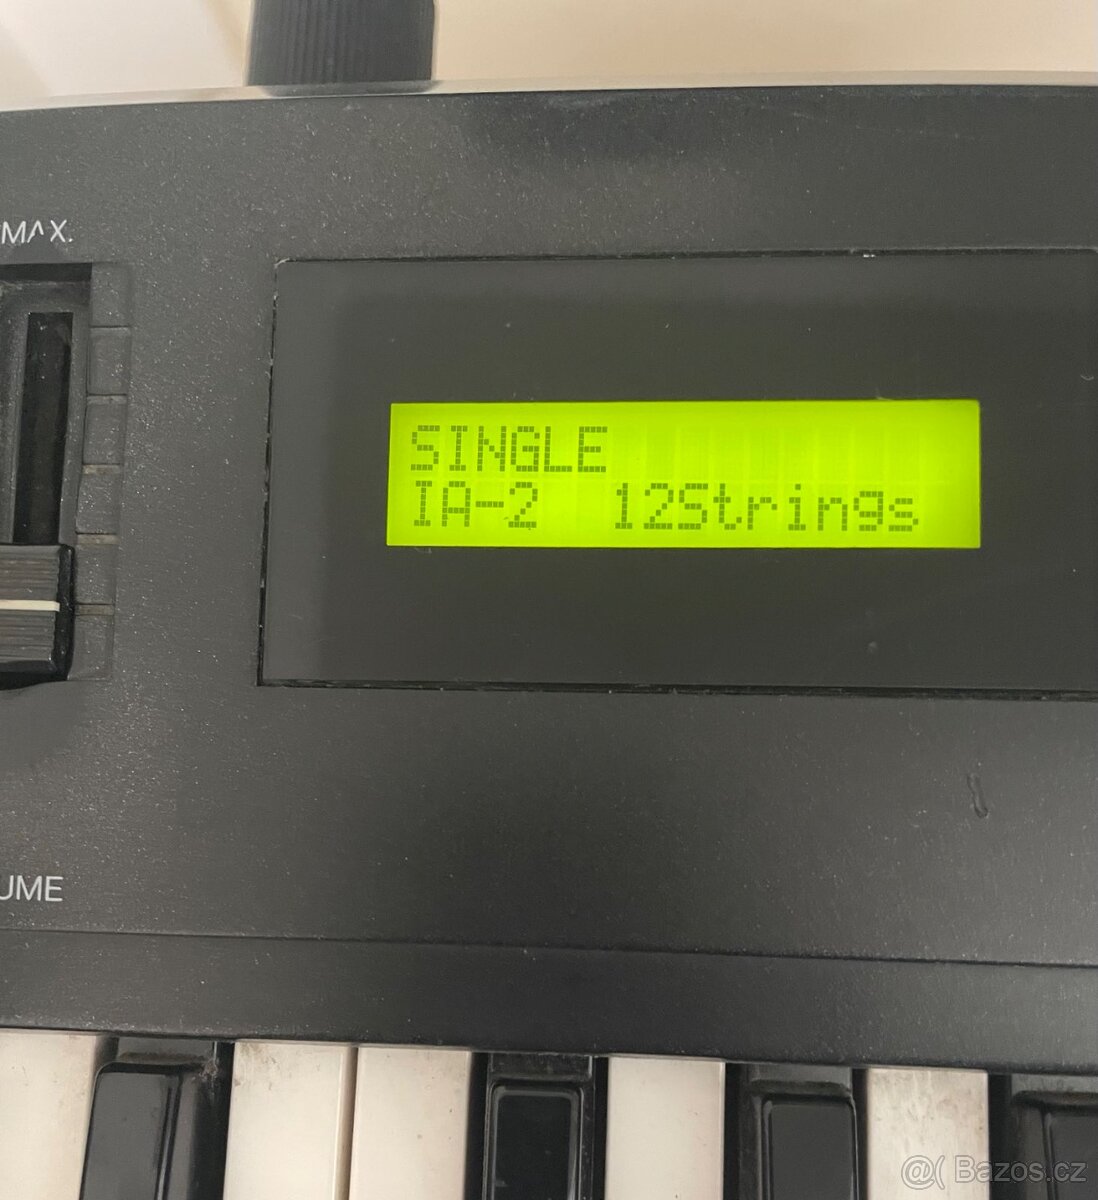 MAX.
SINGLE
IA-2 12Strings
UME
@( Bazos.cz